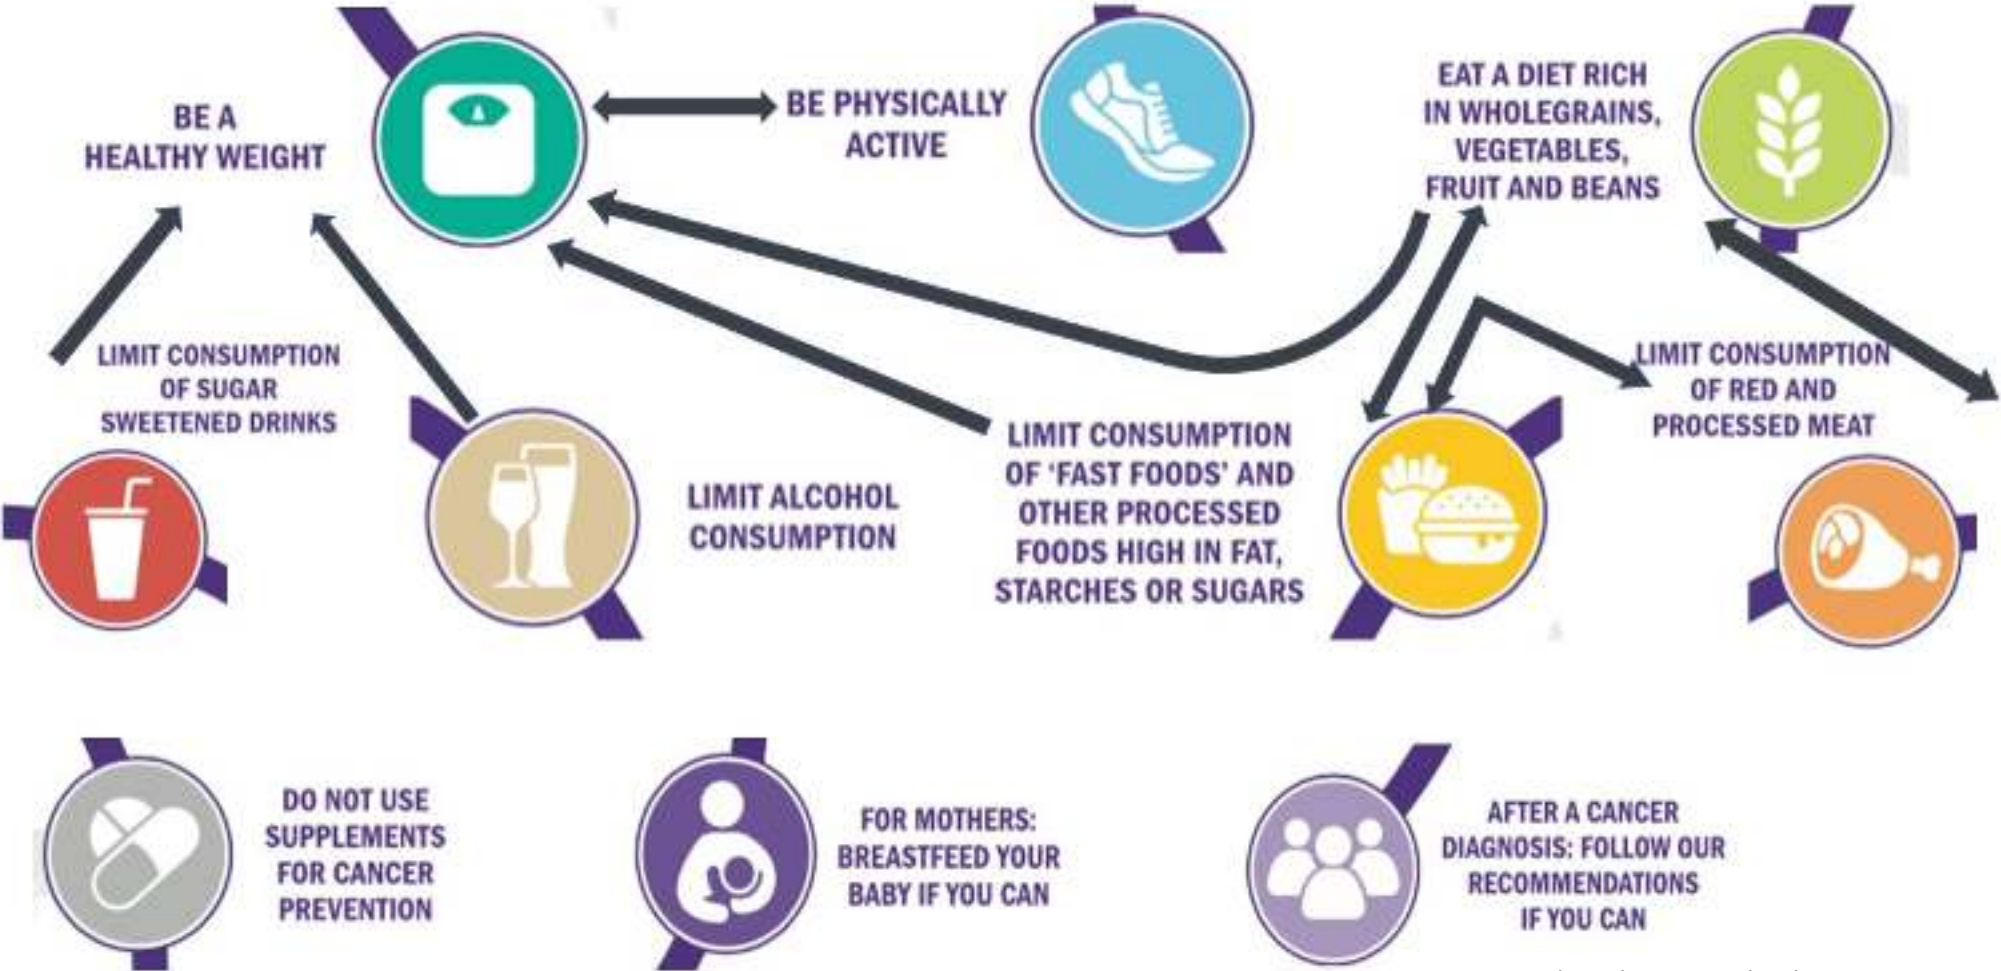 BE A
HEALTHY WEIGHT
BE PHYSICALLY
ACTIVE
EAT A DIET RICH
IN WHOLEGRAINS,
VEGETABLES,
FRUIT AND BEANS
LIMIT CONSUMPTION
OF SUGAR
SWEETENED DRINKS
LIMIT ALCOHOL
CONSUMPTION
LIMIT CONSUMPTION
OF ‘FAST FOODS’ AND
OTHER PROCESSED
FOODS HIGH IN FAT,
STARCHES OR SUGARS
LIMIT CONSUMPTION
OF RED AND
PROCESSED MEAT
DO NOT USE
SUPPLEMENTS
FOR CANCER
PREVENTION
FOR MOTHERS:
BREASTFEED YOUR
BABY IF YOU CAN
AFTER A CANCER
DIAGNOSIS: FOLLOW OUR
RECOMMENDATIONS
IF YOU CAN